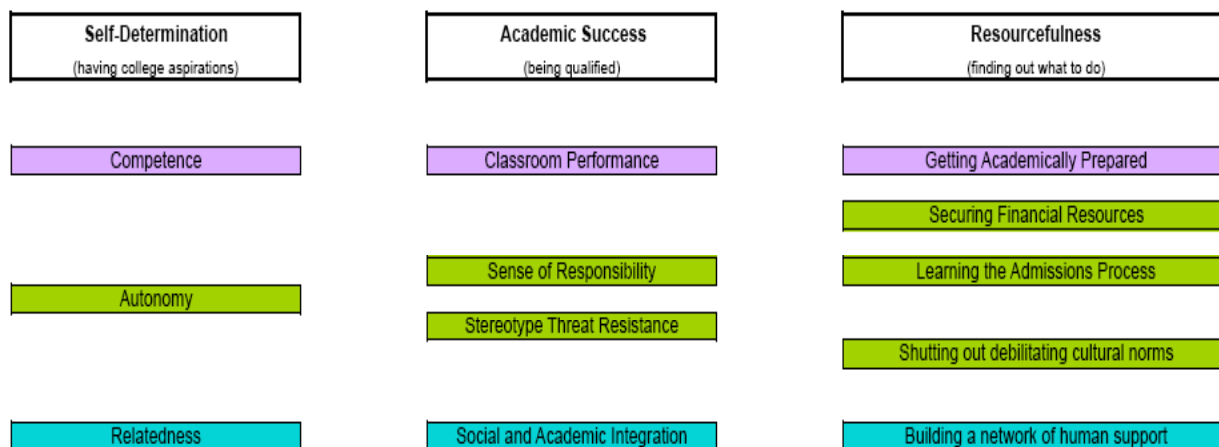 Self-Determination
(having college aspirations)
Academic Success
(being qualified)
Resourcefulness
(finding out what to do)
Competence
Classroom Performance
Getting Academically Prepared
Securing Financial Resources
Sense of Responsibility
Learning the Admissions Process
Autonomy
Stereotype Threat Resistance
Shutting out debilitating cultural norms
Relatedness
Social and Academic Integration
Building a network of human support